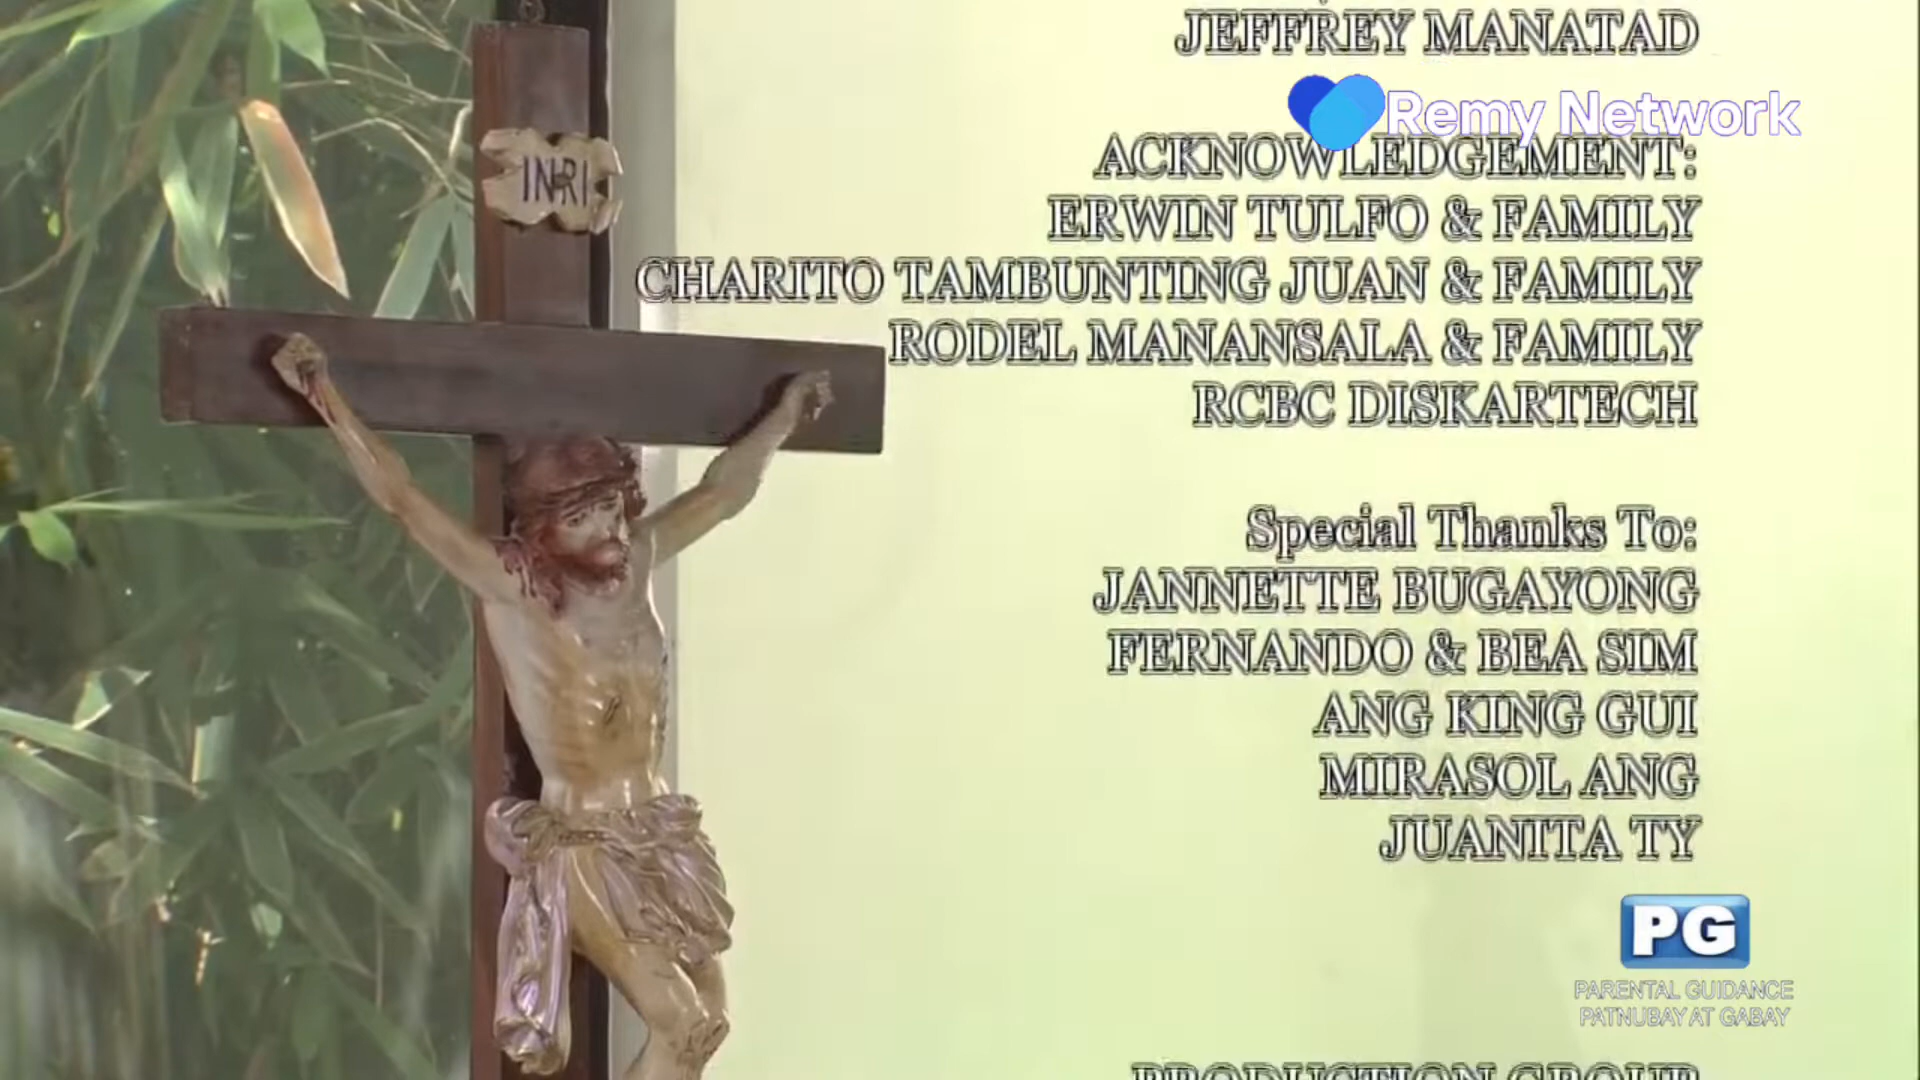 JEFFREY MANATAD
Remy Network
ACKNOWLEDGEMENT:
ERWIN TULFO & FAMILY
CHARITO TAMBUNTING JUAN & FAMILY
RODEL MANANSALA & FAMILY
RCBC DISKARTECH
INRI
Special Thanks To:
JANNETTE BUGAYONG
FERNANDO & BEA SIM
ANG KING GUI
MIRASOL ANG
JUANITA TY
PG
PARENTAL GUIDANCE
PATNUBAY AT GABAY
PRODUCTION GROUP